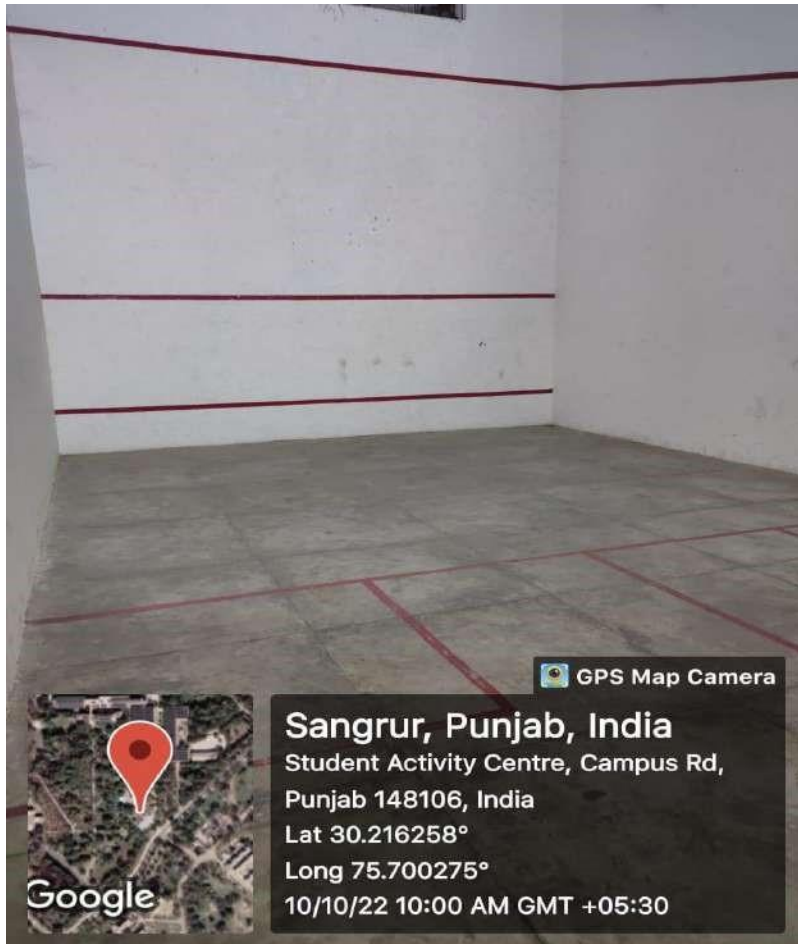 GPS Map Camera
Sangrur, Punjab, India
Student Activity Centre, Campus Rd,
Punjab 148106, India
Lat 30.216258°
Long 75.700275°
10/10/22 10:00 AM GMT +05:30
Google